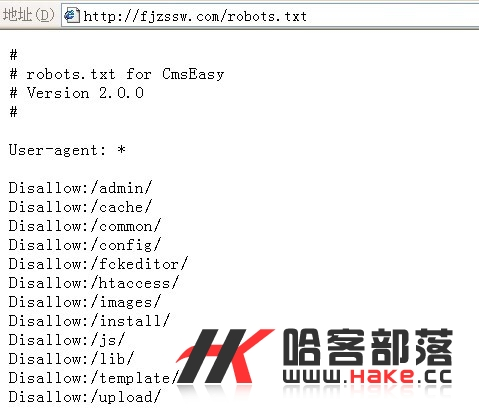 地址(D) http://fjzssw.com/robots.txt
#
# robots.txt for CmsEasy
# Version 2.0.0
#
User-agent: *
Disallow:/admin/
Disallow:/cache/
Disallow:/common/
Disallow:/config/
Disallow:/fckeditor/
Disallow:/htaccess/
Disallow:/images/
Disallow:/install/
Disallow:/js/
Disallow:/lib/
Disallow:/template/
Disallow:/upload/
HK 哈客部落
www.HAKE.cc